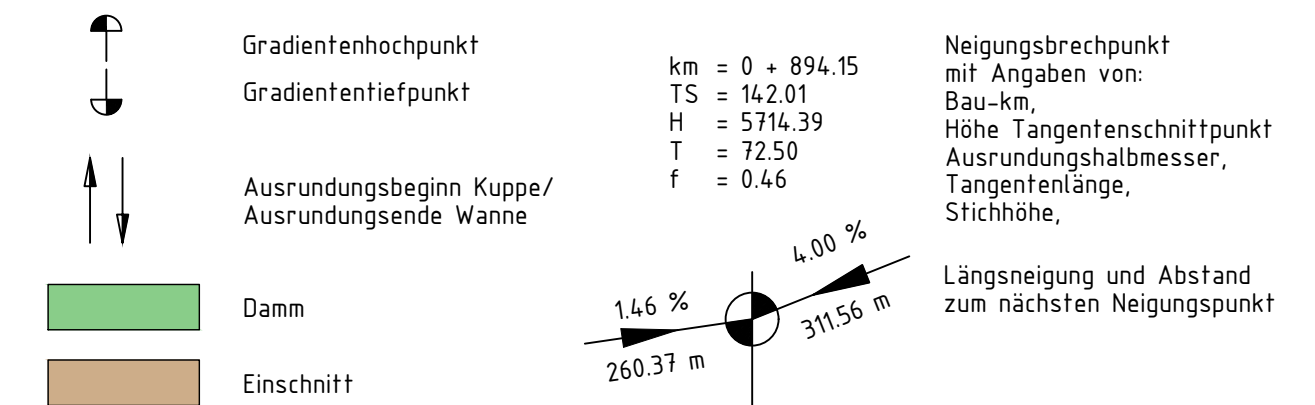 Gradientenhochpunkt
Gradiententiefpunkt
Ausrundungsbeginn Kuppe/
Ausrundungsende Wanne
Damm
Einschnitt
km = 0 + 894.15
TS = 142.01
H = 5714.39
T = 72.50
f = 0.46
1.46 %
260.37 m
4.00 %
311.56 m
Neigungsbrechpunkt
mit Angaben von:
Bau-km,
Höhe Tangentenschnittpunkt
Ausrundungshalbmesser,
Tangentenlänge,
Stichhöhe,
Längsneigung und Abstand
zum nächsten Neigungspunkt